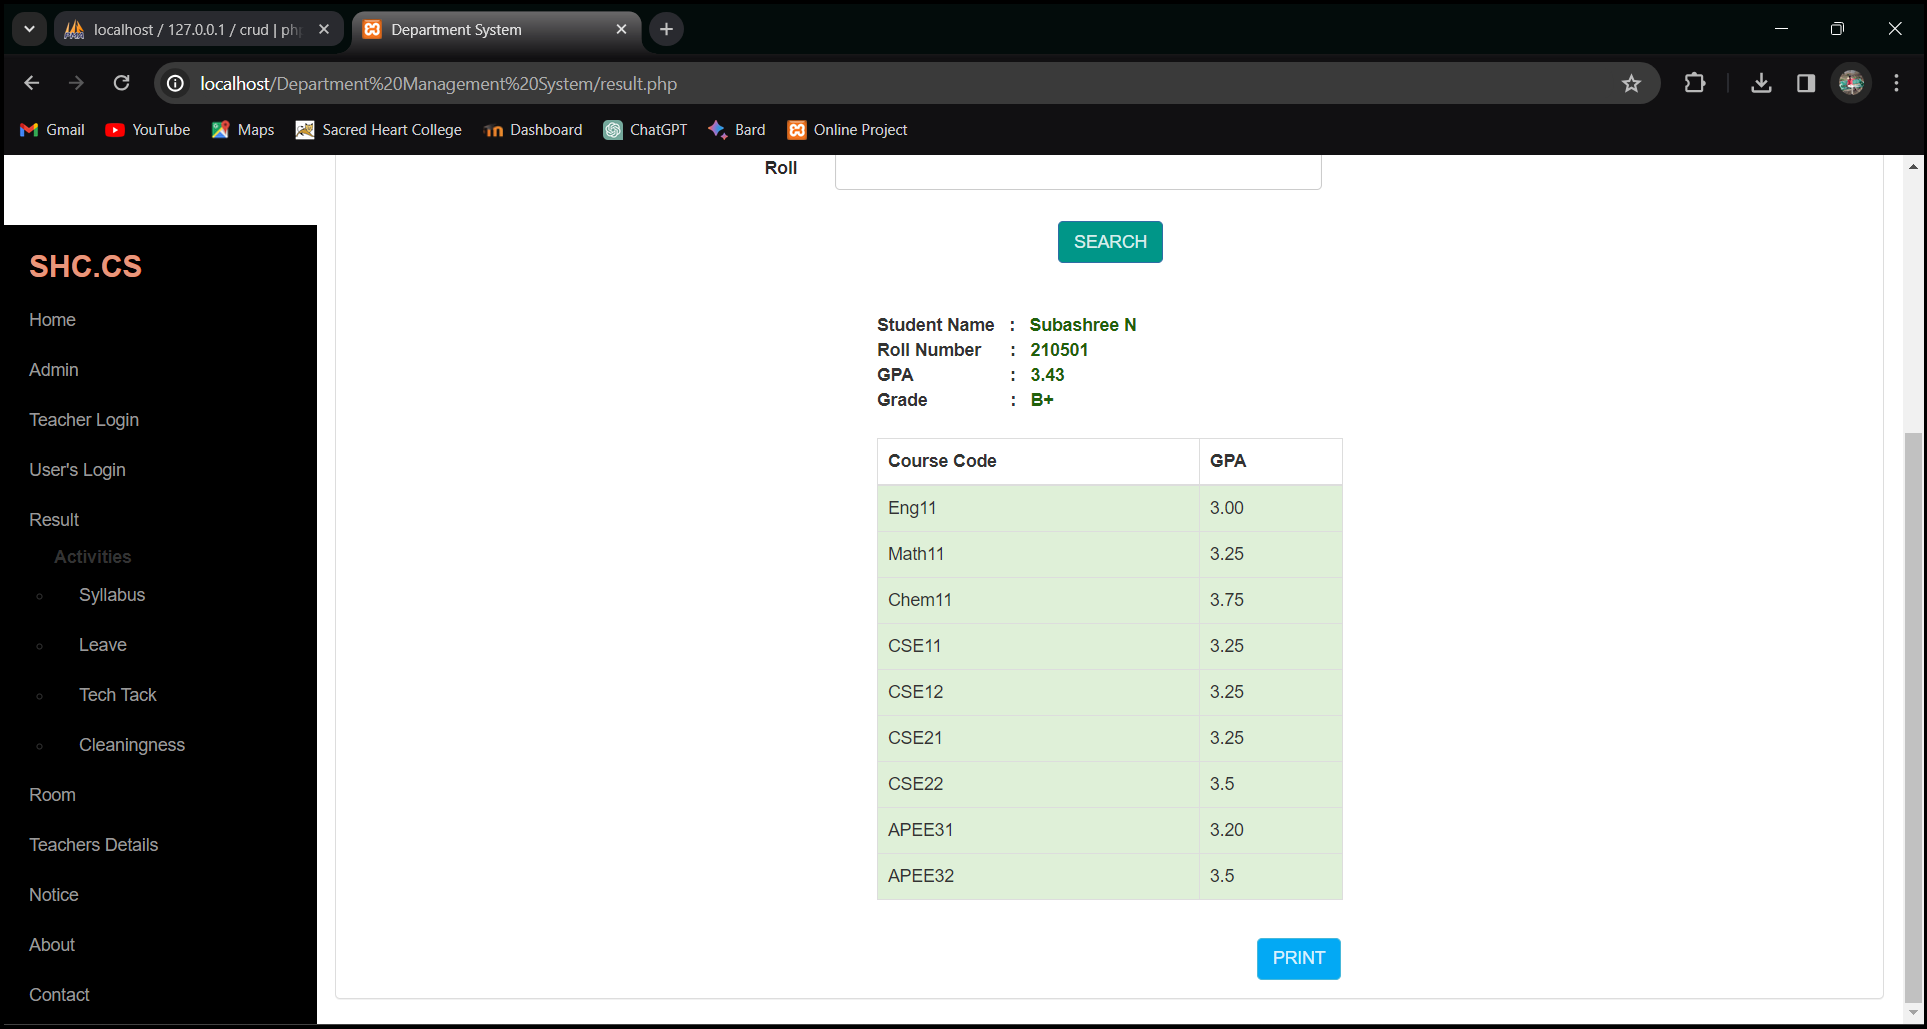 localhost / 127.0.0.1 / crud | php
Department System
localhost/Department%20Management%20System/result.php
Gmail YouTube Maps Sacred Heart College Dashboard ChatGPT Bard Online Project
Roll
SEARCH
SHC.CS
Home
Admin
Teacher Login
User's Login
Result
Activities
Syllabus
Leave
Tech Tack
Cleaningness
Room
Teachers Details
Notice
About
Contact
Student Name : Subashree N
Roll Number : 210501
GPA : 3.43
Grade : B+
Course Code GPA
Eng11 3.00
Math11 3.25
Chem11 3.75
CSE11 3.25
CSE12 3.25
CSE21 3.25
CSE22 3.5
APEE31 3.20
APEE32 3.5
PRINT